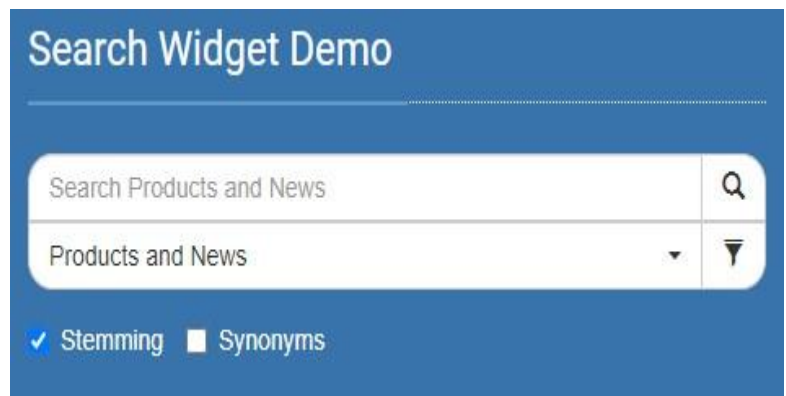 Search Widget Demo
Search Products and News
Products and News
Stemming Synonyms